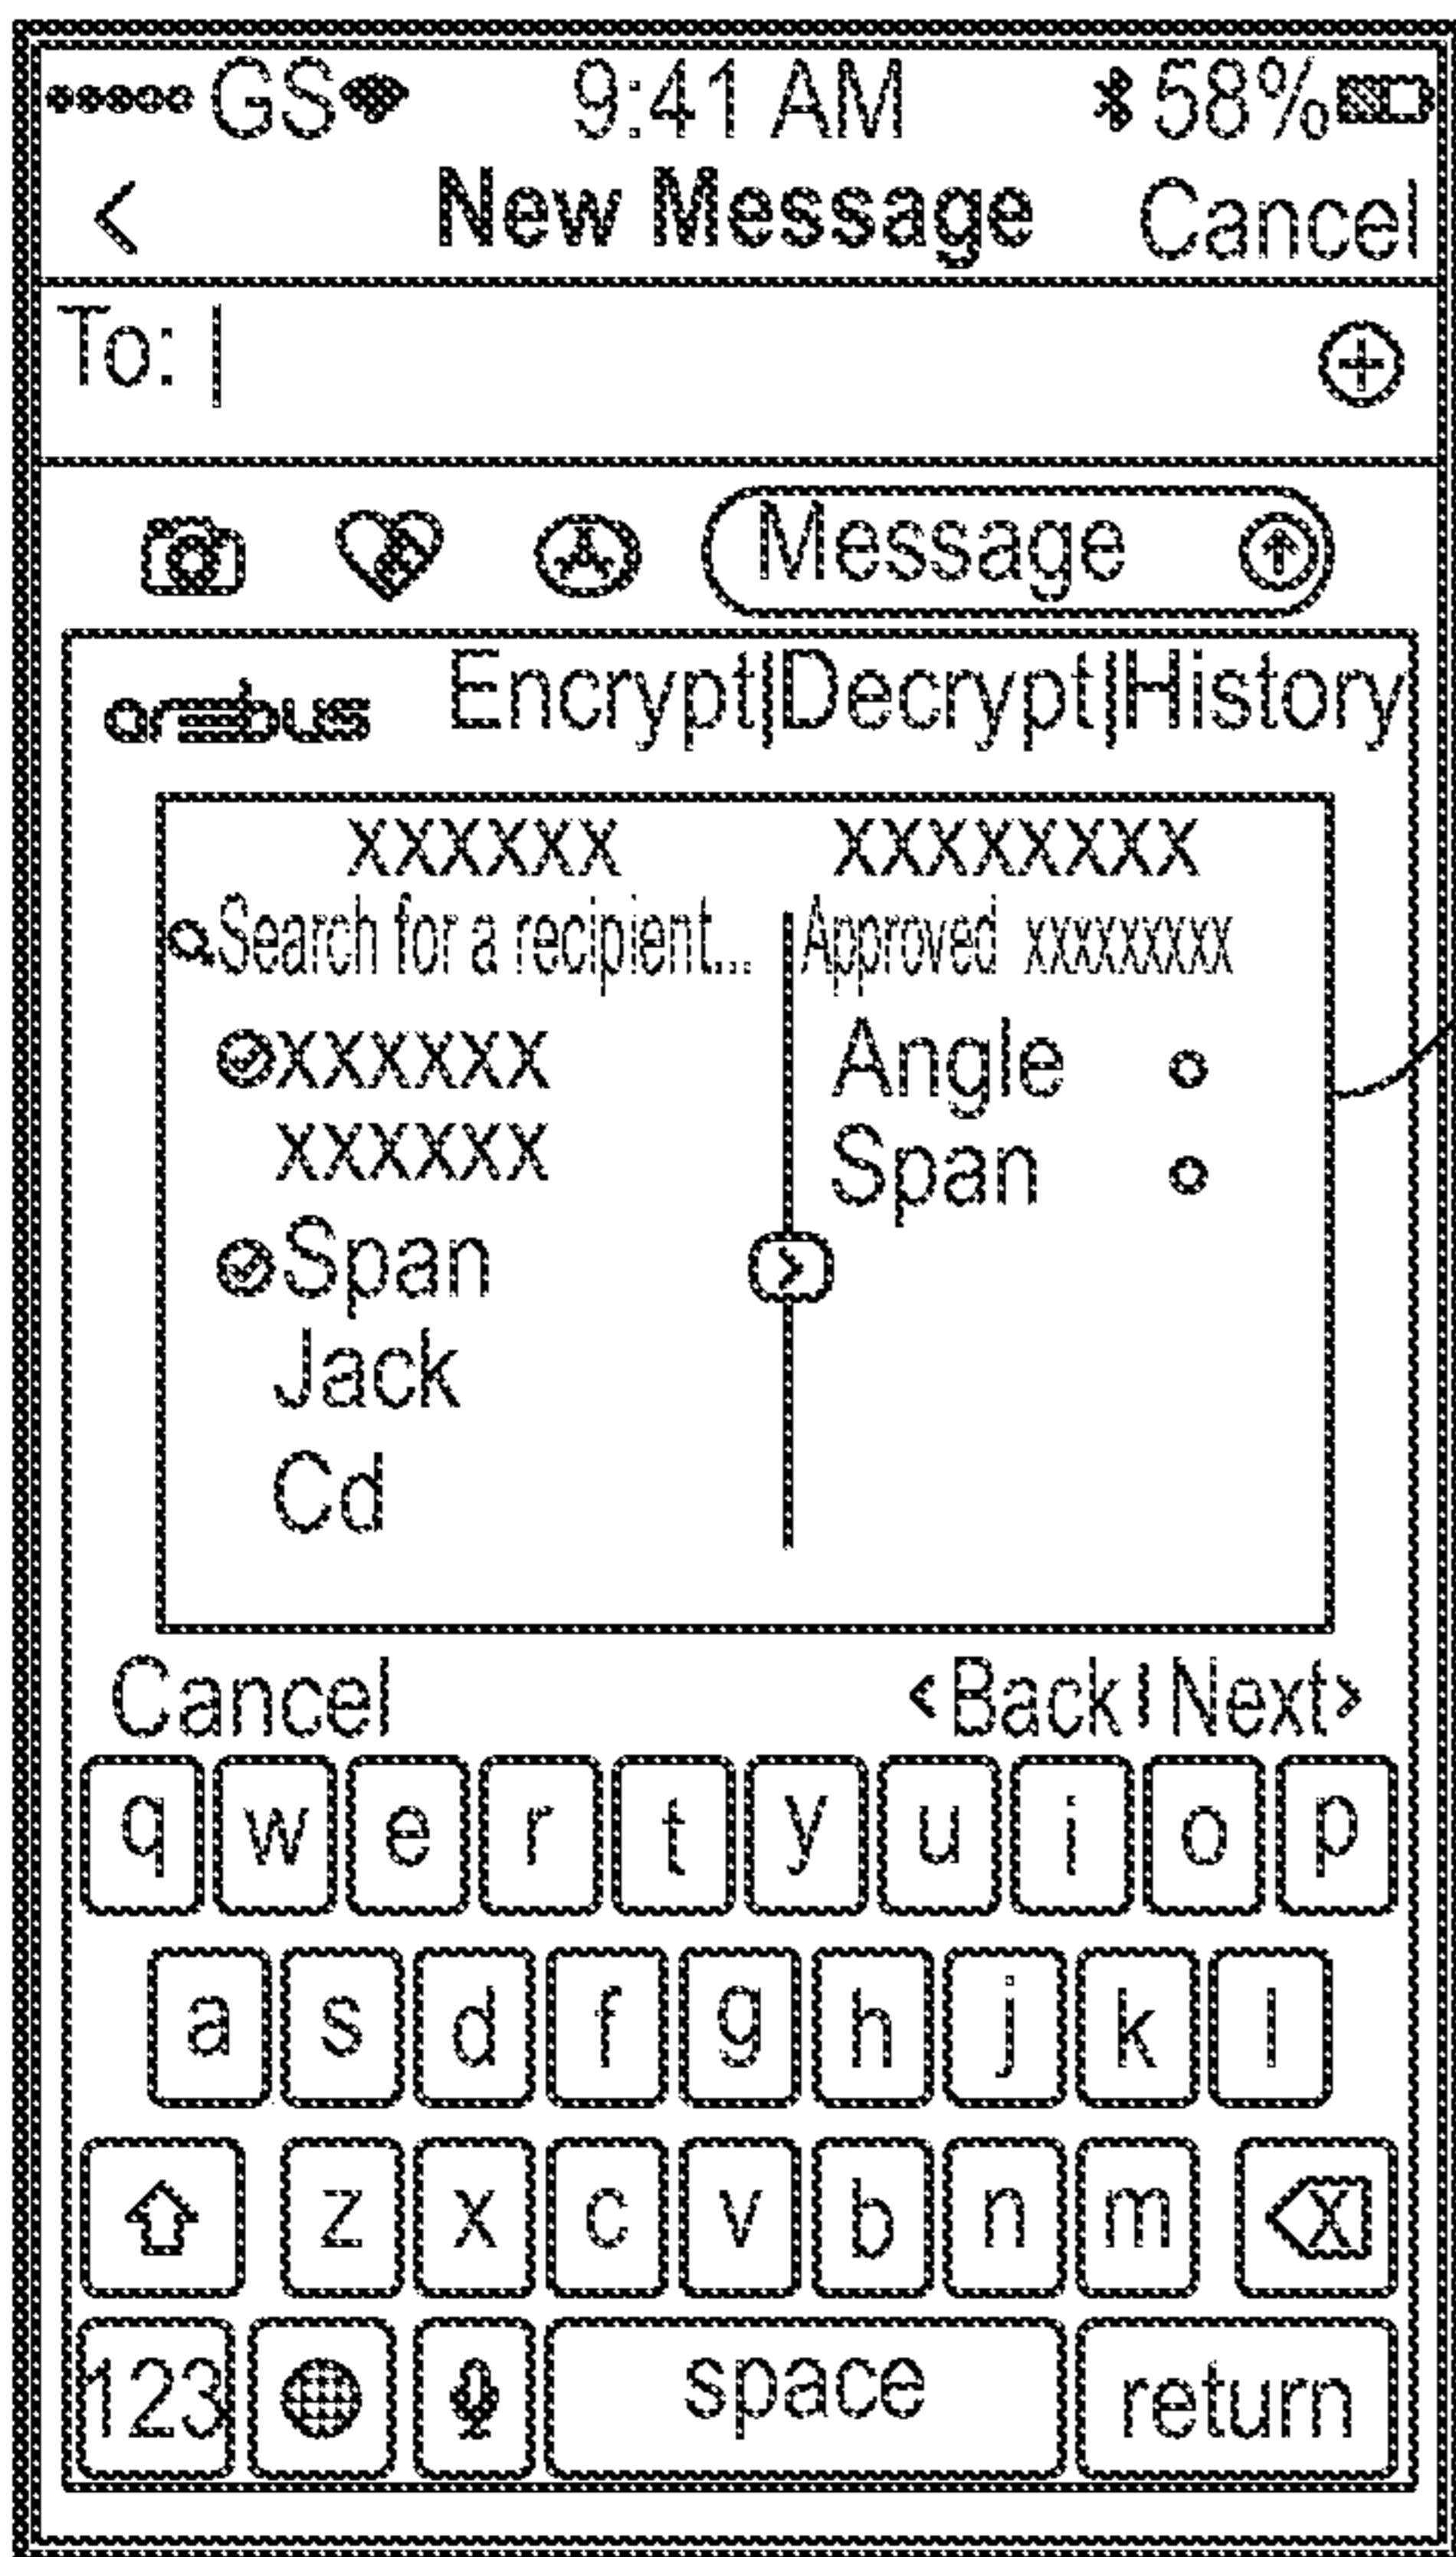 GS 9:41 AM 58%
< New Message Cancel
To:
Message
Encrypt|Decrypt|History
xxxxxx xxxxxxxx
Search for a recipient... Approved xxxxxxxxx
xxxxxx Angle
xxxxxx Span
Span >
Jack
Cd
Cancel <Back | Next>
q w e r t y u i o p
a s d f g h j k l
z x c v b n m X
123 space return